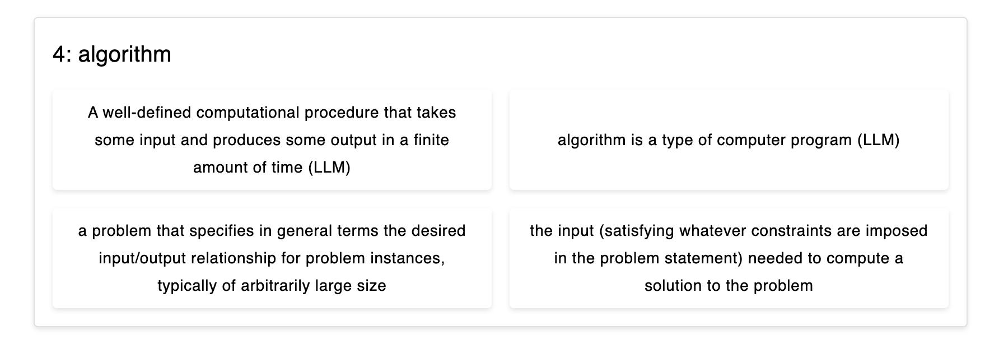 4: algorithm
A well-defined computational procedure that takes
some input and produces some output in a finite
amount of time (LLM)
algorithm is a type of computer program (LLM)
a problem that specifies in general terms the desired
input/output relationship for problem instances,
typically of arbitrarily large size
the input (satisfying whatever constraints are imposed
in the problem statement) needed to compute a
solution to the problem